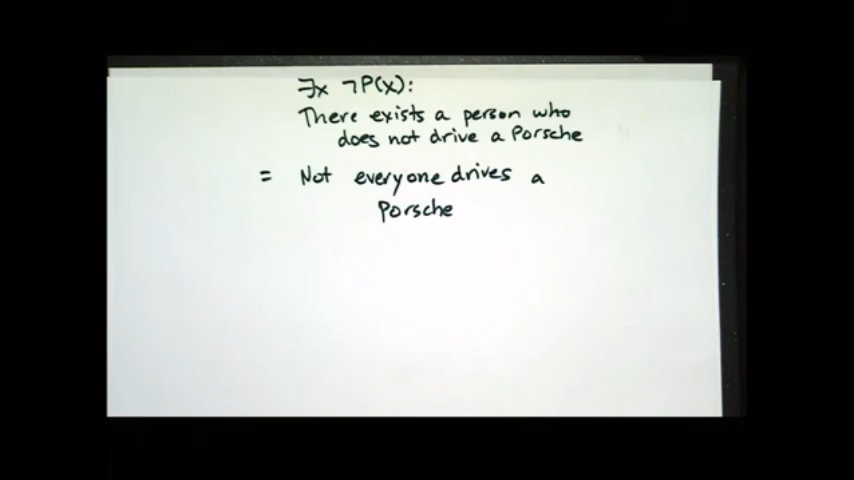 ∃x ¬P(x):
There exists a person who
does not drive a Porsche
= Not everyone drives a
Porsche